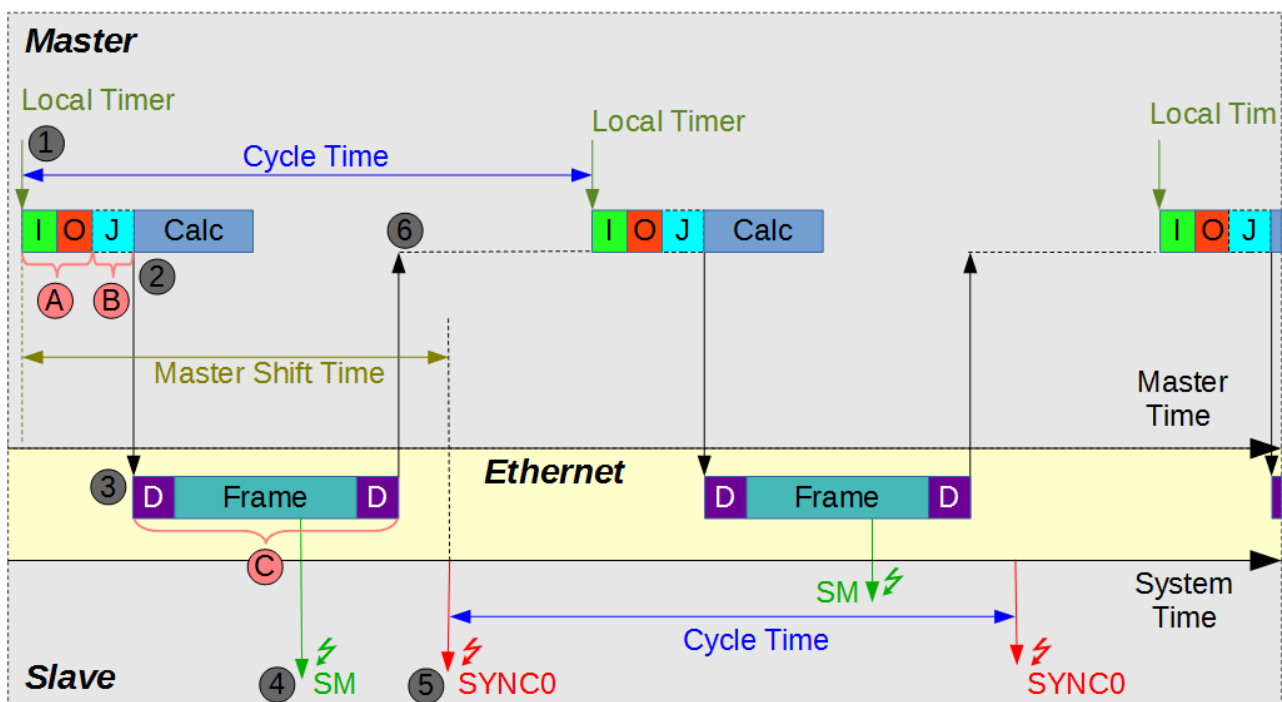 Master
Local Timer
Local Timer
Local Tim
1
Cycle Time
I O J Calc
6
I O J Calc
I O J
A B 2
Master Shift Time
Master
Time
Ethernet
3
D Frame D
D Frame D
C
SM
System
Time
Cycle Time
Slave
4 SM
5 SYNC0
SYNC0